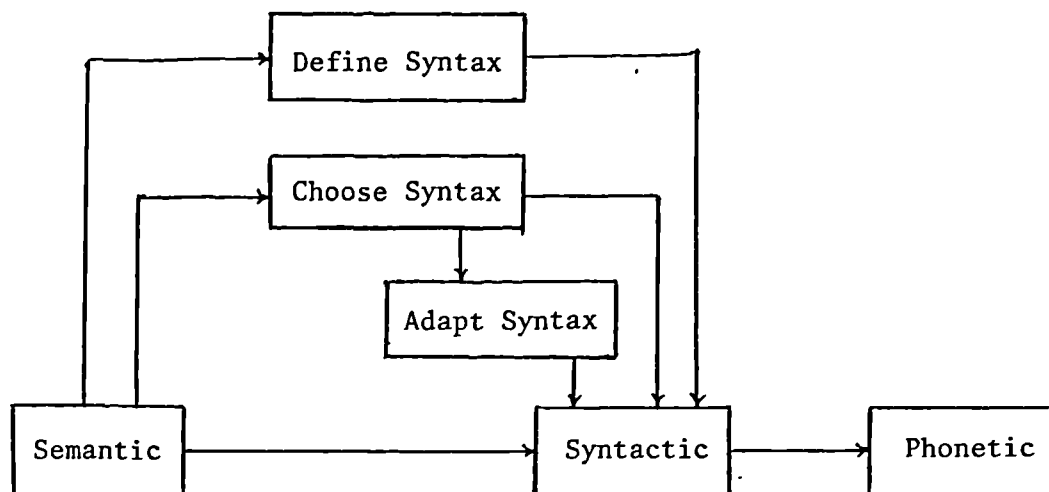 Define Syntax
Choose Syntax
Adapt Syntax
Semantic
Syntactic
Phonetic